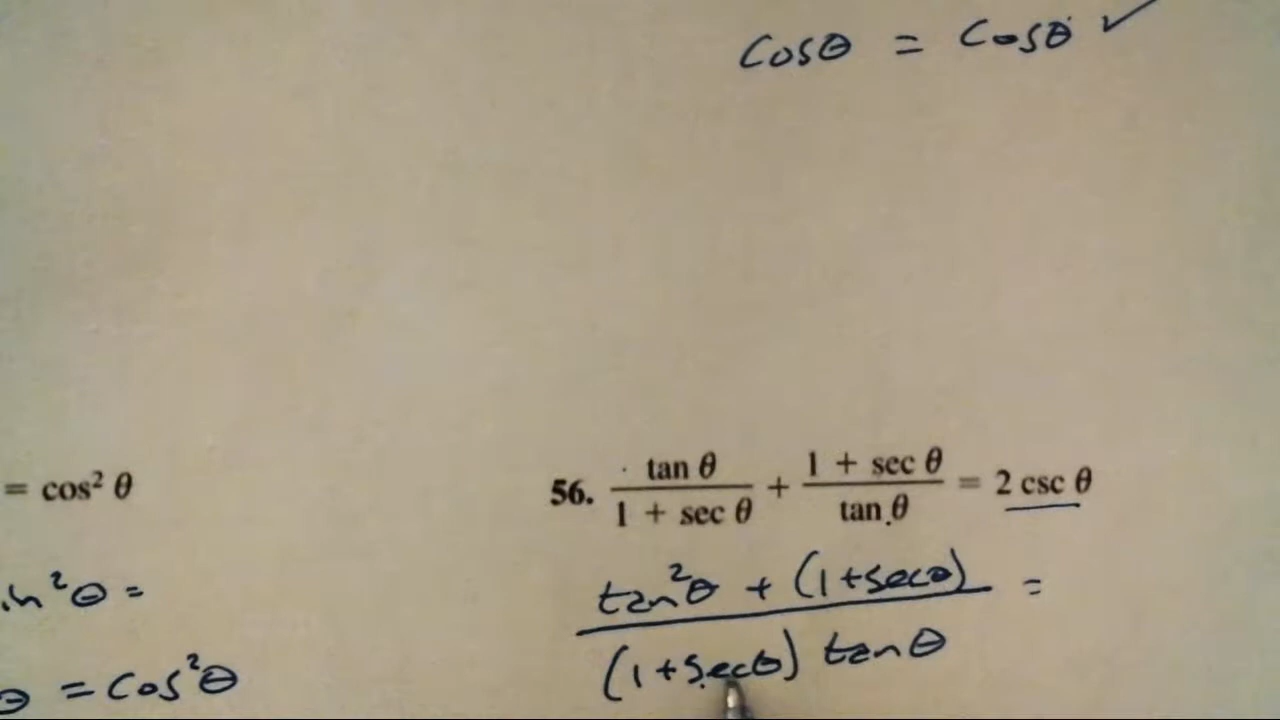 cosθ = cosθ ✓
= cos² θ
56. tan θ / 1 + sec θ + 1 + sec θ / tan θ = 2 csc θ
in²θ =
tan²θ + (1+secθ) =
(1+secθ) tanθ
θ = cos²θ